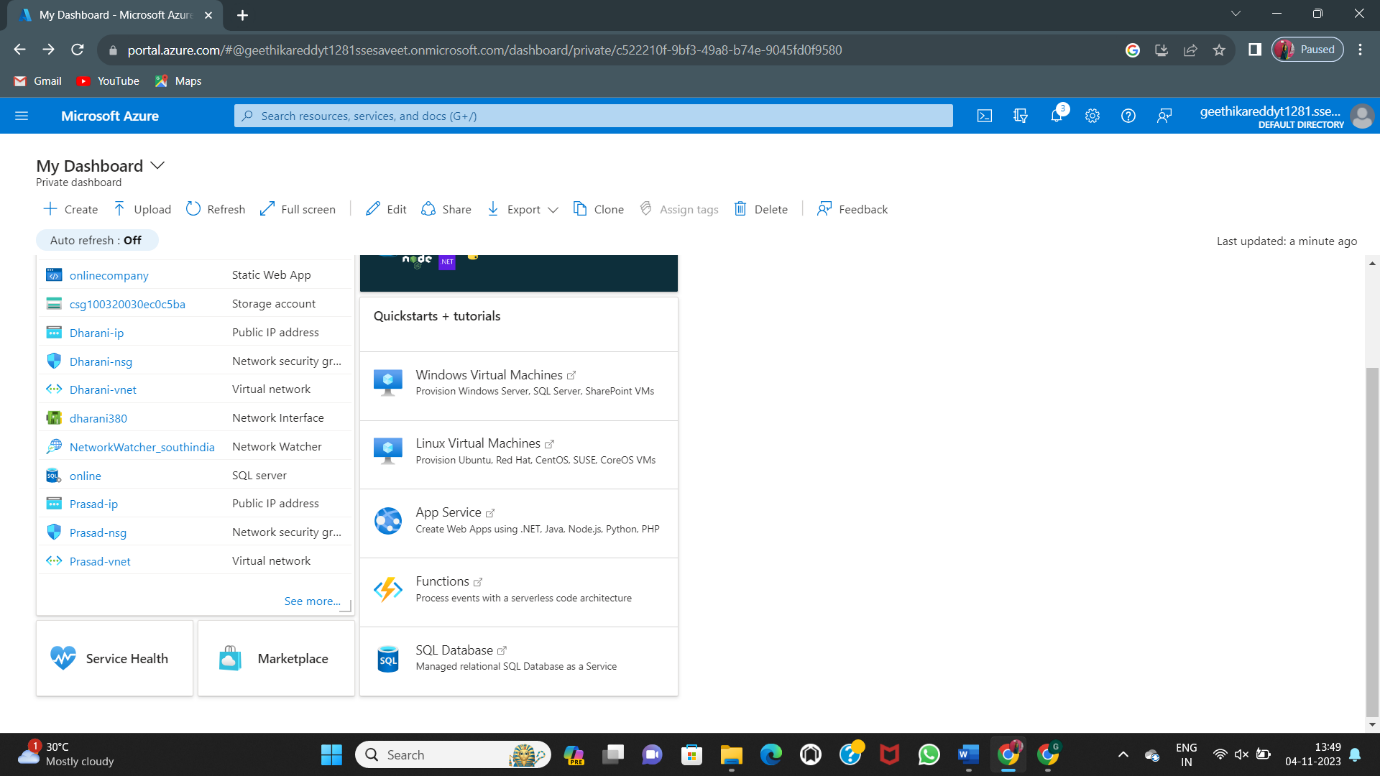 My Dashboard - Microsoft Azur
portal.azure.com/#@geethikareddyt1281ssesaveet.onmicrosoft.com/dashboard/private/c522210f-9bf3-49a8-b74e-9045fd0f9580
Paused
Gmail YouTube Maps
Microsoft Azure
Search resources, services, and docs (G+/)
3
geethikareddyt1281.sse...
DEFAULT DIRECTORY
My Dashboard
Private dashboard
Create Upload Refresh Full screen Edit Share Export Clone Assign tags Delete Feedback
Auto refresh : Off
Last updated: a minute ago
onlinecompany Static Web App
csg100320030ec0c5ba Storage account
Dharani-ip Public IP address
Dharani-nsg Network security gr...
Dharani-vnet Virtual network
dharani380 Network Interface
NetworkWatcher_southindia Network Watcher
online SQL server
Prasad-ip Public IP address
Prasad-nsg Network security gr...
Prasad-vnet Virtual network
See more...
Service Health
Marketplace
node
.NET
Quickstarts + tutorials
Windows Virtual Machines
Provision Windows Server, SQL Server, SharePoint VMs
Linux Virtual Machines
Provision Ubuntu, Red Hat, CentOS, SUSE, CoreOS VMs
App Service
Create Web Apps using .NET, Java, Node.js, Python, PHP
Functions
Process events with a serverless code architecture
SQL
SQL Database
Managed relational SQL Database as a Service
1
30°C
Mostly cloudy
Search
PRE
W
G
ENG
IN
13:49
04-11-2023